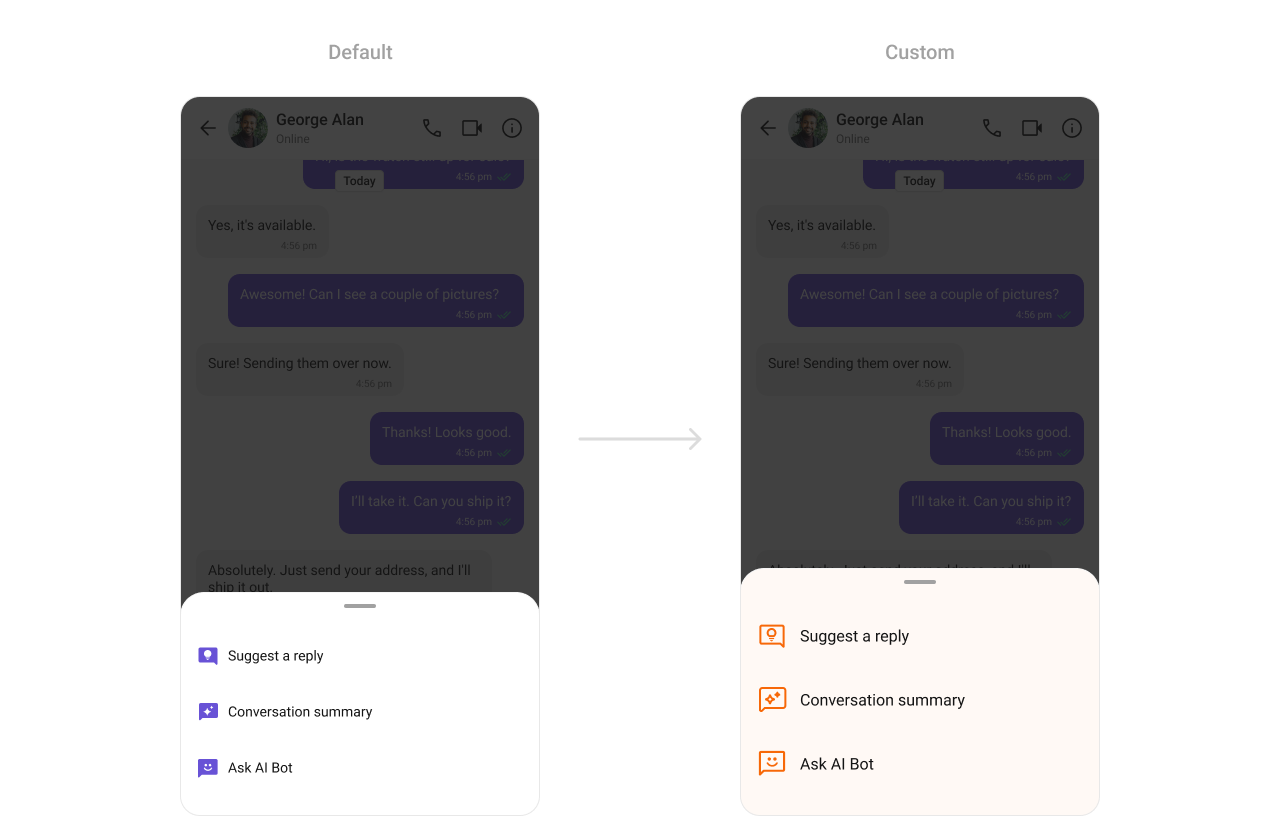 Default
Custom
George Alan
Online
4:56 pm
Today
Yes, it's available.
4:56 pm
Awesome! Can I see a couple of pictures?
4:56 pm
Sure! Sending them over now.
4:56 pm
Thanks! Looks good.
4:56 pm
I'll take it. Can you ship it?
4:56 pm
Absolutely. Just send your address, and I'll
ship it out.
Suggest a reply
Conversation summary
Ask AI Bot
George Alan
Online
4:56 pm
Today
Yes, it's available.
4:56 pm
Awesome! Can I see a couple of pictures?
4:56 pm
Sure! Sending them over now.
4:56 pm
Thanks! Looks good.
4:56 pm
I'll take it. Can you ship it?
4:56 pm
Suggest a reply
Conversation summary
Ask AI Bot